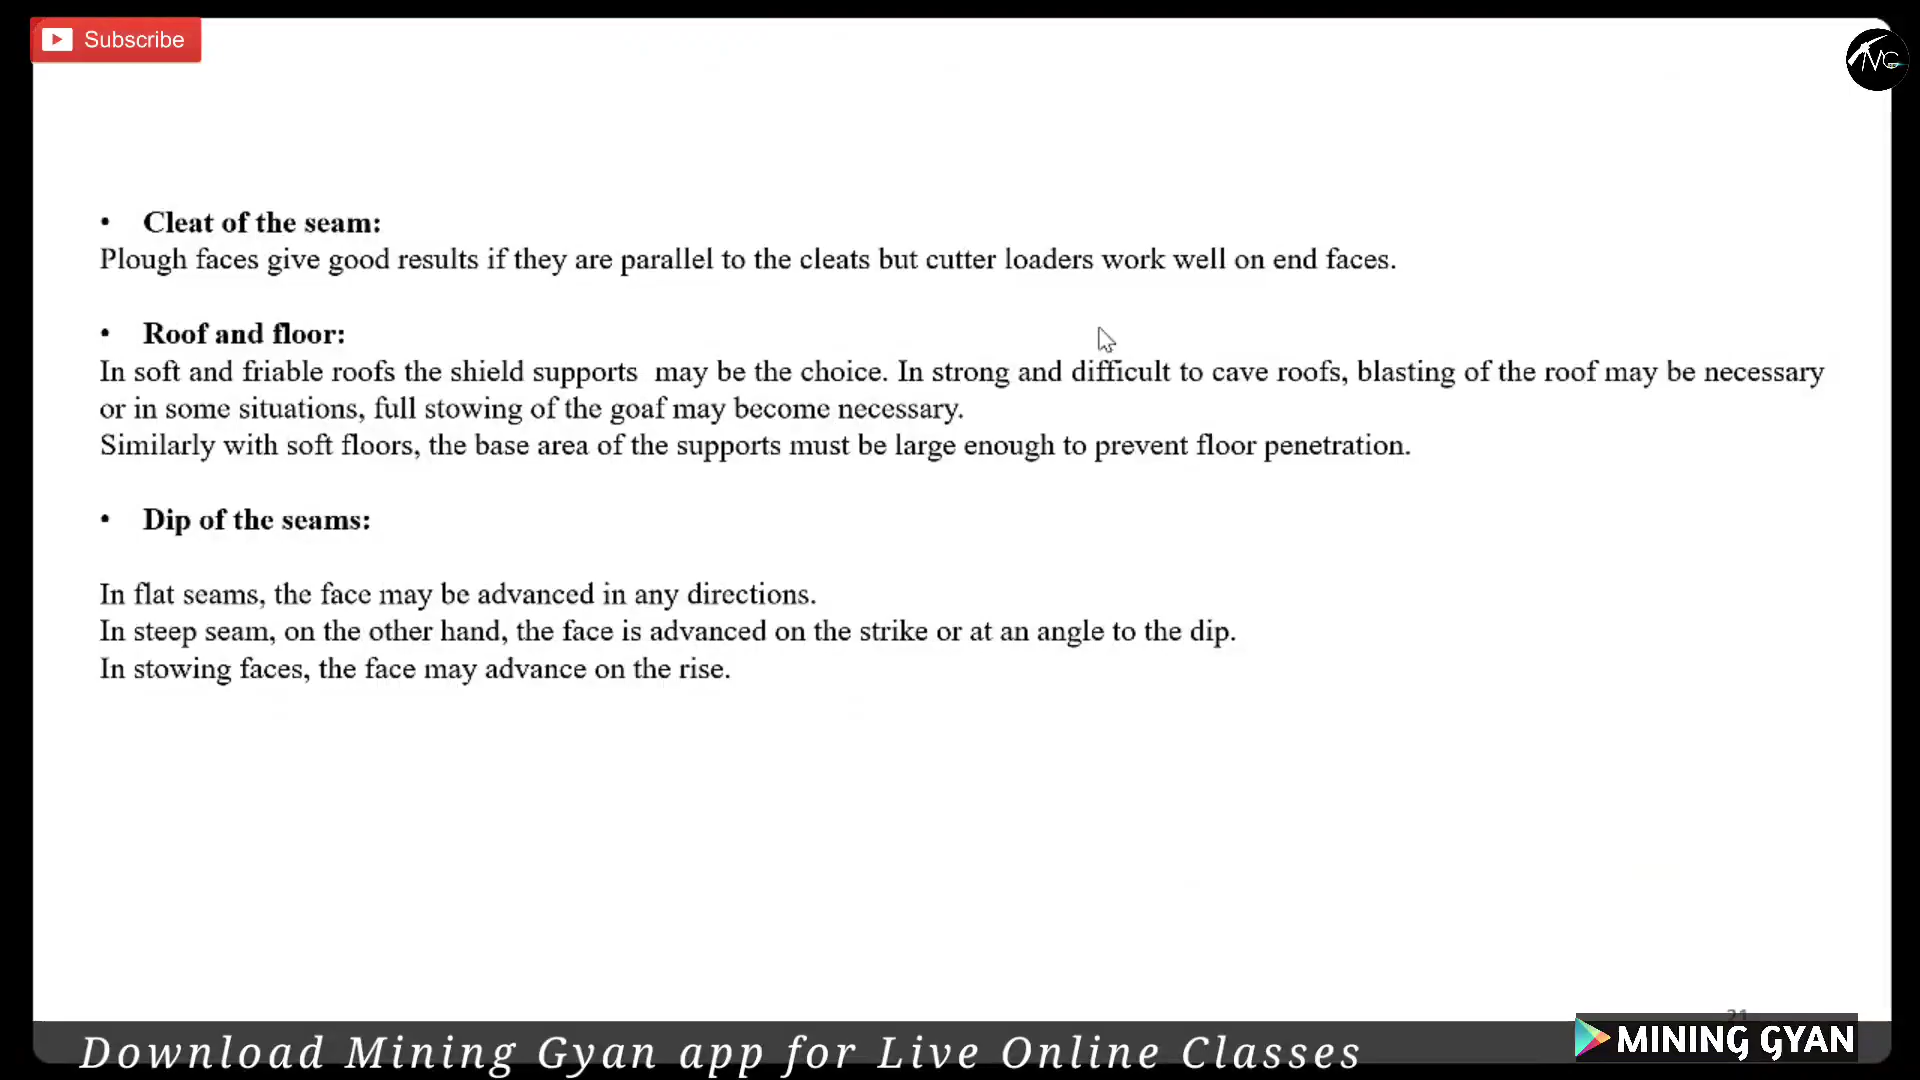 Subscribe
• Cleat of the seam:
Plough faces give good results if they are parallel to the cleats but cutter loaders work well on end faces.
• Roof and floor:
In soft and friable roofs the shield supports  may be the choice. In strong and difficult to cave roofs, blasting of the roof may be necessary
or in some situations, full stowing of the goaf may become necessary.
Similarly with soft floors, the base area of the supports must be large enough to prevent floor penetration.
• Dip of the seams:
In flat seams, the face may be advanced in any directions.
In steep seam, on the other hand, the face is advanced on the strike or at an angle to the dip.
In stowing faces, the face may advance on the rise.
21
Download Mining Gyan app for Live Online Classes
MINING GYAN